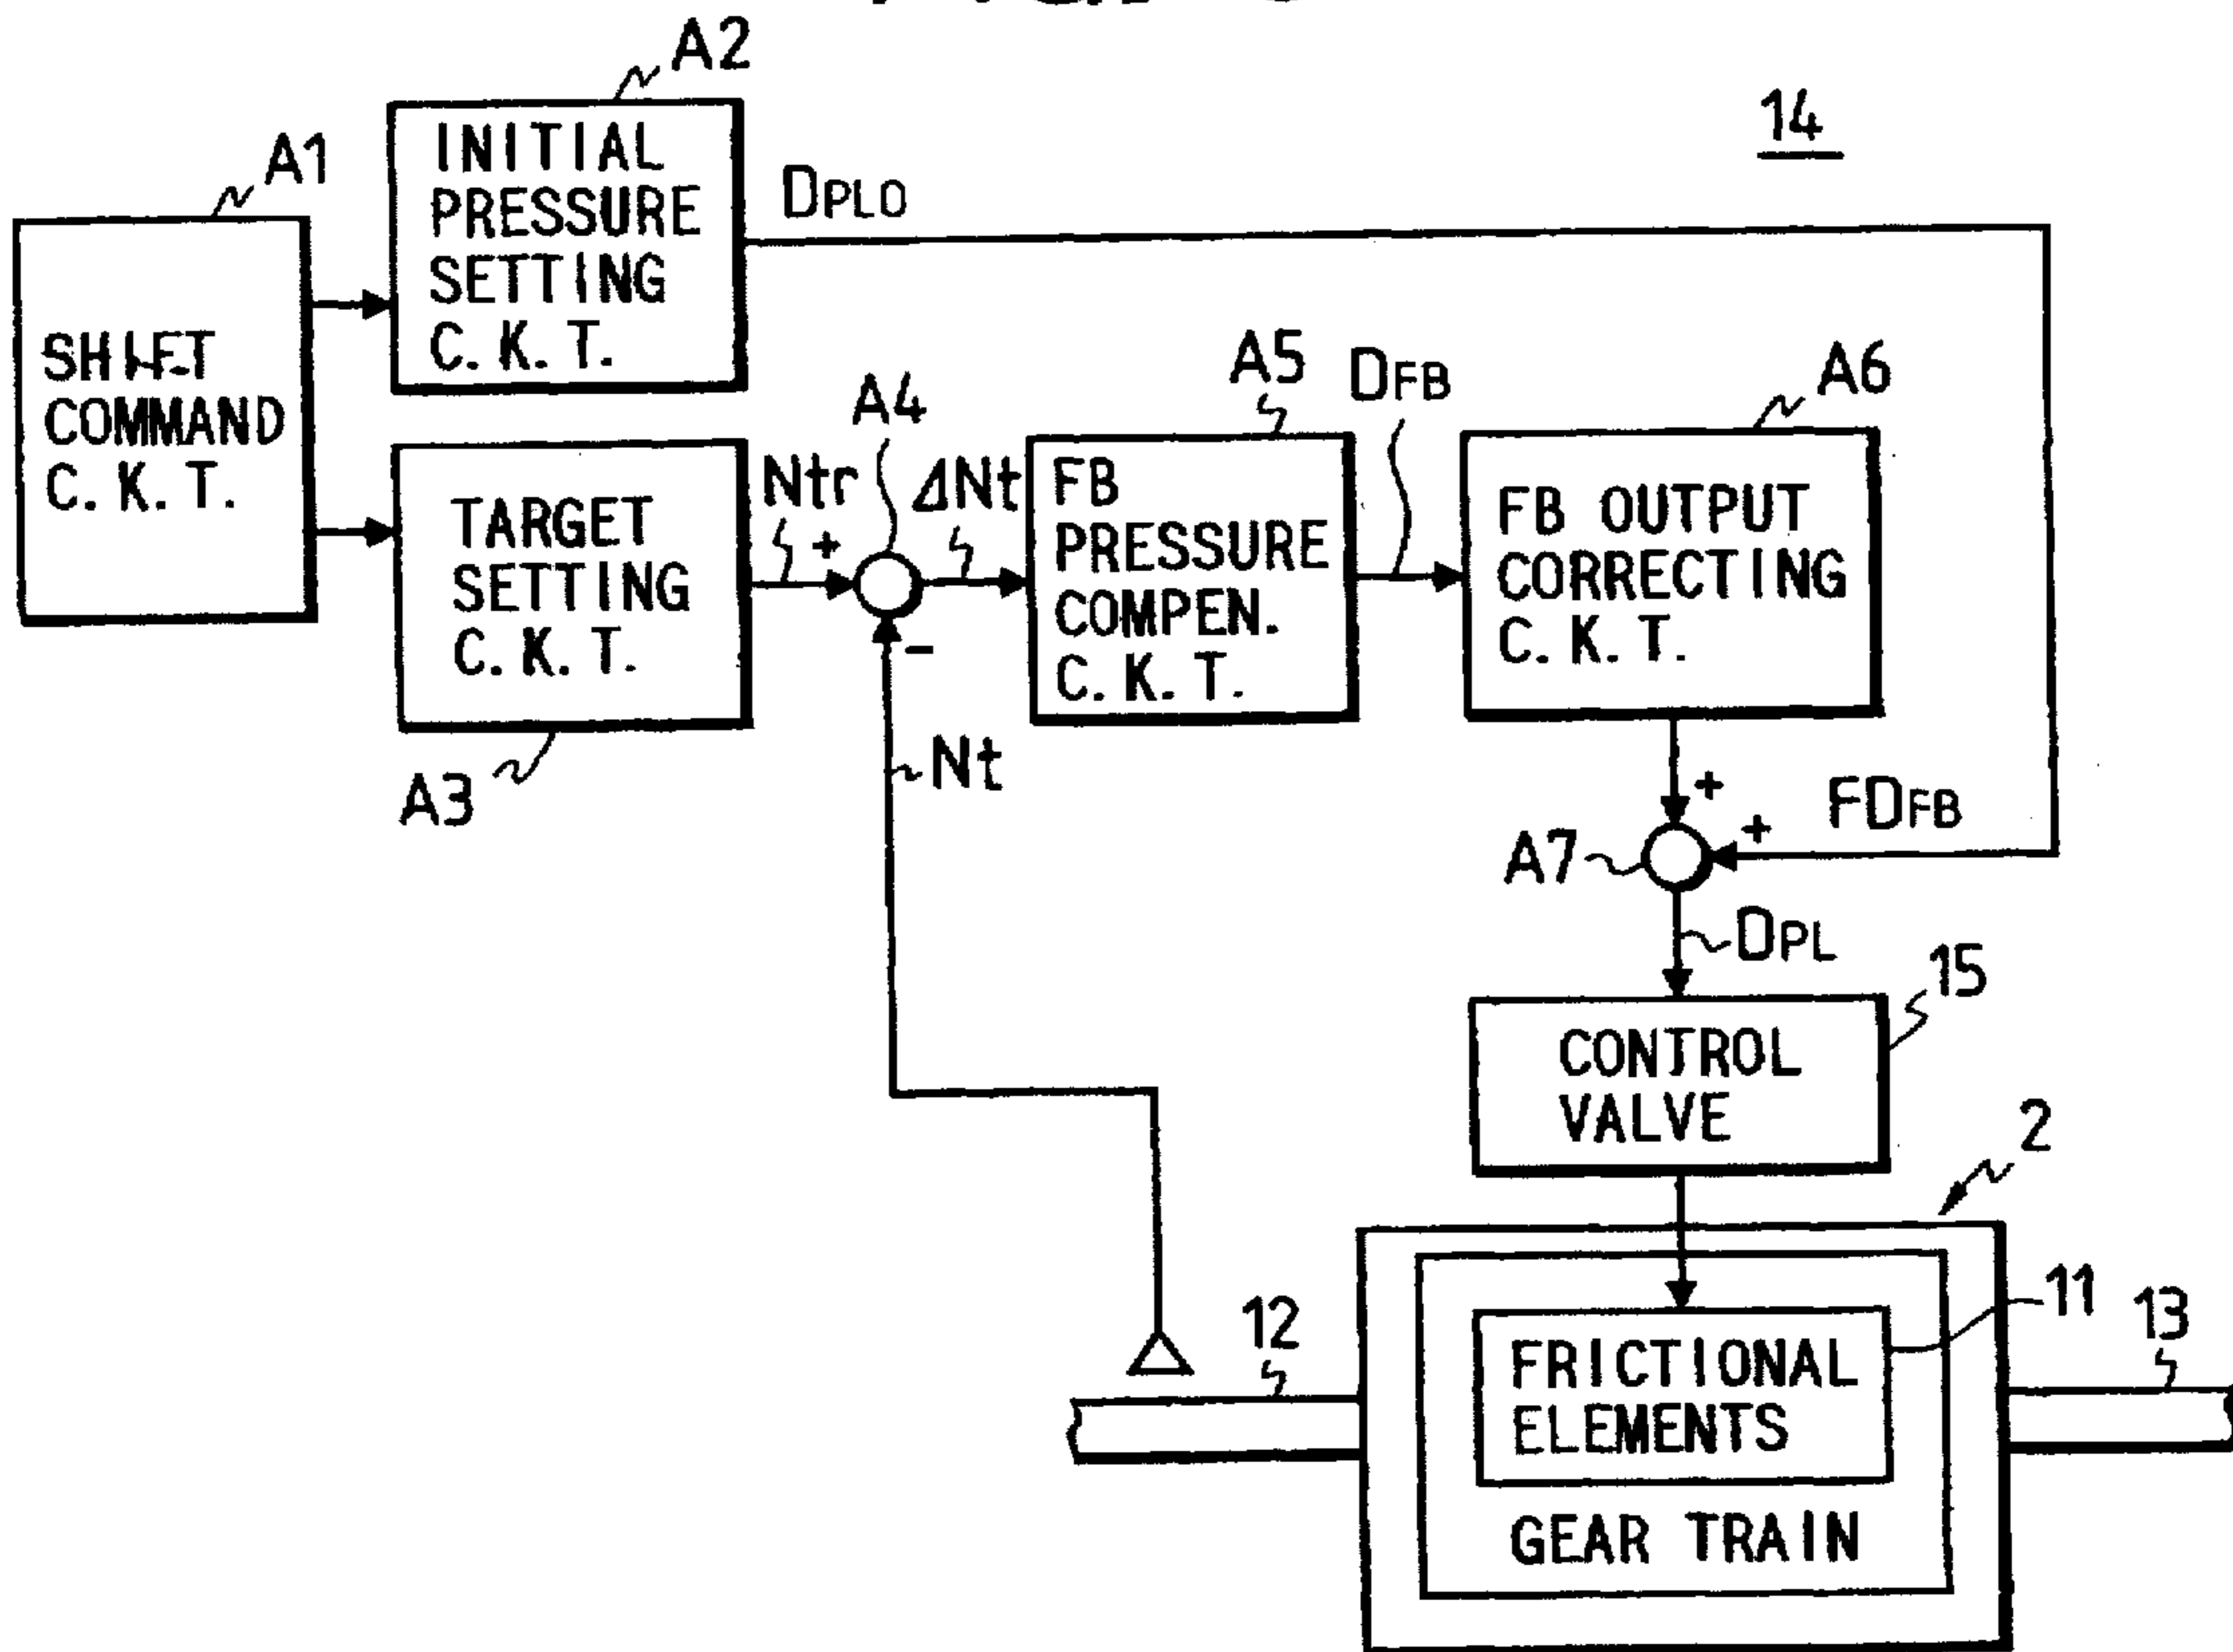 A2
A1
14
INITIAL
PRESSURE
SETTING
C.K.T.
DPLO
SHIFT
COMMAND
C.K.T.
A4
A5
DFB
A6
TARGET
SETTING
C.K.T.
Ntr
+
ΔNt
-
FB
PRESSURE
COMPEN.
C.K.T.
FB OUTPUT
CORRECTING
C.K.T.
A3
Nt
+
+
FDFB
A7
DPL
15
CONTROL
VALVE
2
11
12
13
FRICTIONAL
ELEMENTS
GEAR TRAIN